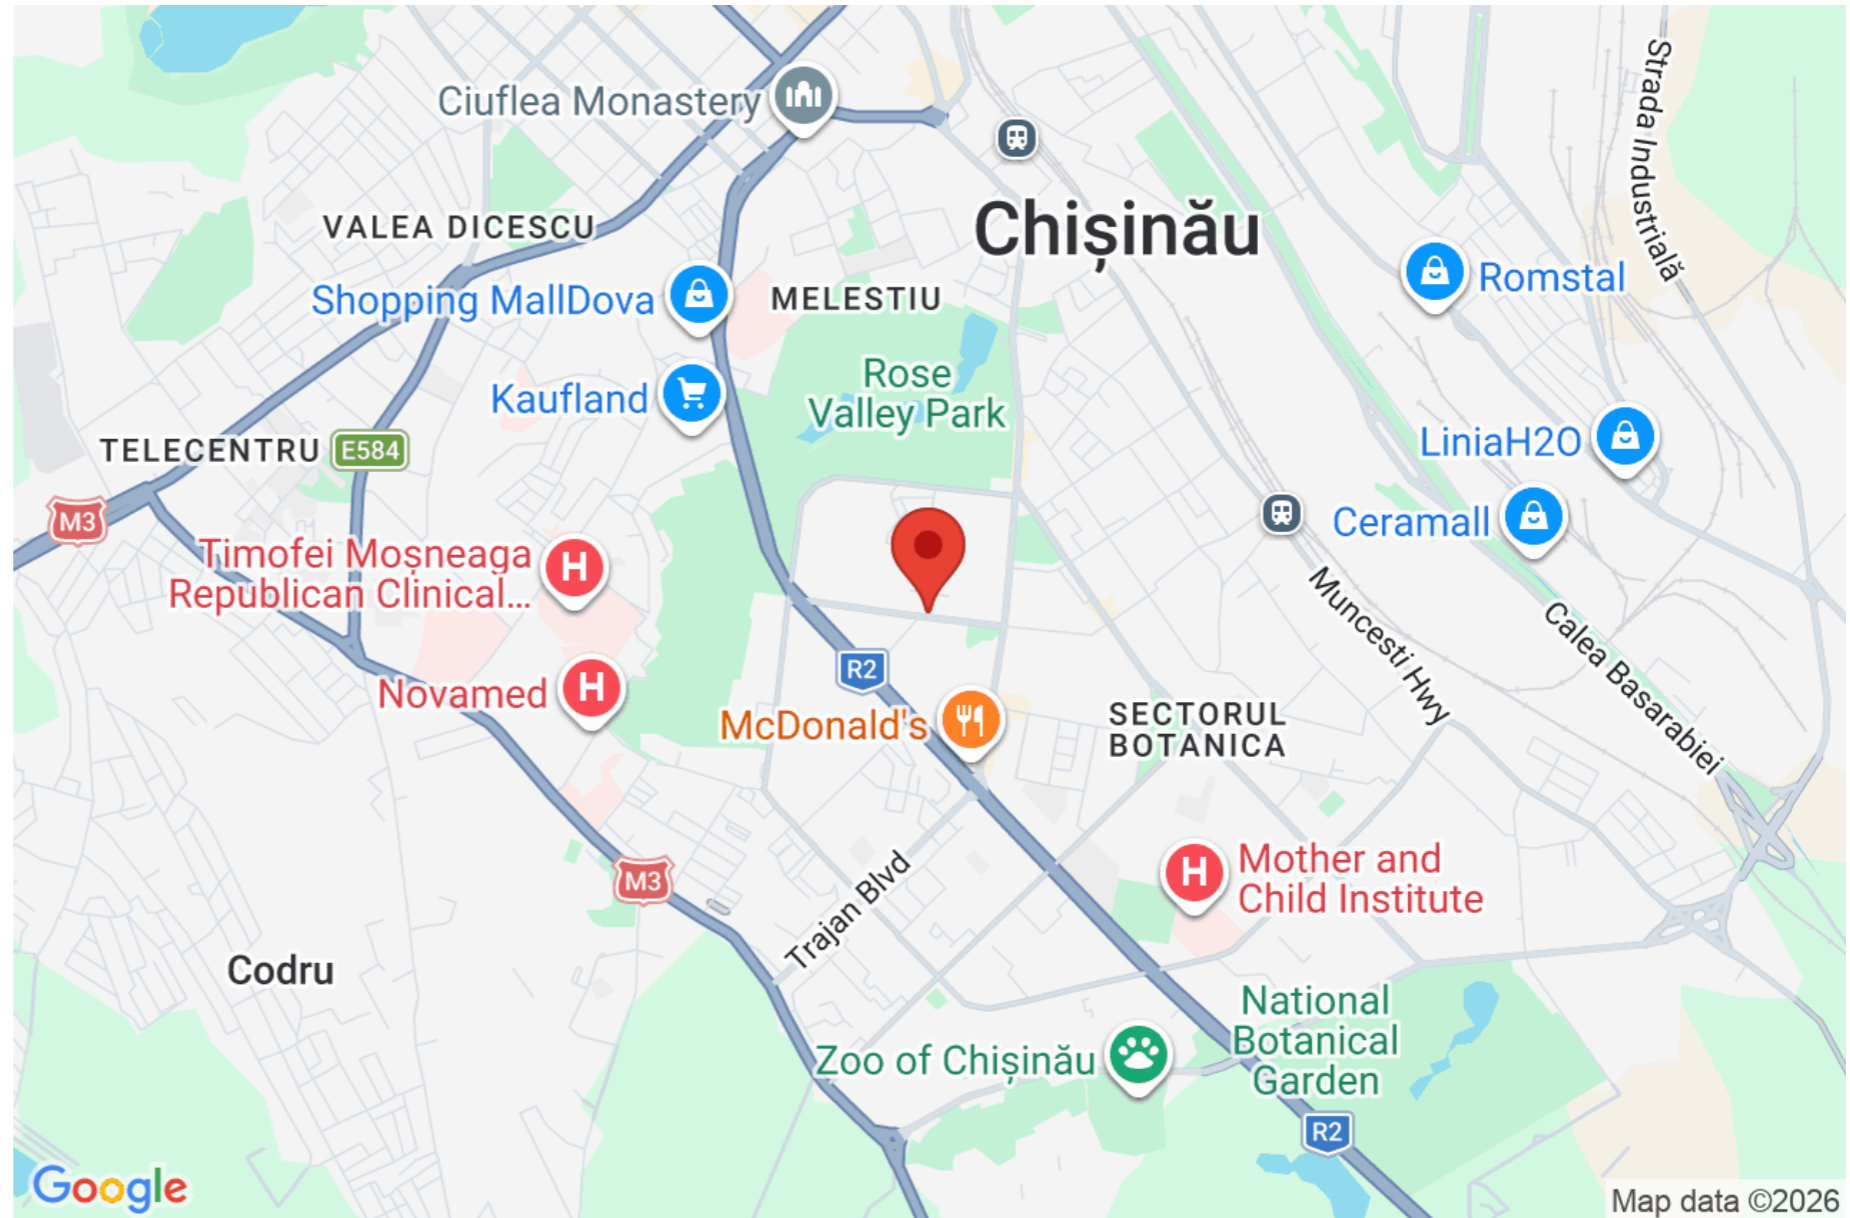 Strada Industrială
Ciuflea Monastery
VALEA DICESCU
Chișinău
Shopping MallDova
MELESTIU
Romstal
Rose
Valley Park
Kaufland
TELECENTRU
E584
LiniaH2O
M3
Ceramall
Timofei Moșneaga
Republican Clinical...
H
Muncesti Hwy
Calea Basarabiei
R2
Novamed
H
McDonald's
SECTORUL
BOTANICA
M3
Trajan Blvd
H
Mother and
Child Institute
Codru
National
Botanical
Garden
Zoo of Chișinău
R2
Google
Map data ©2026